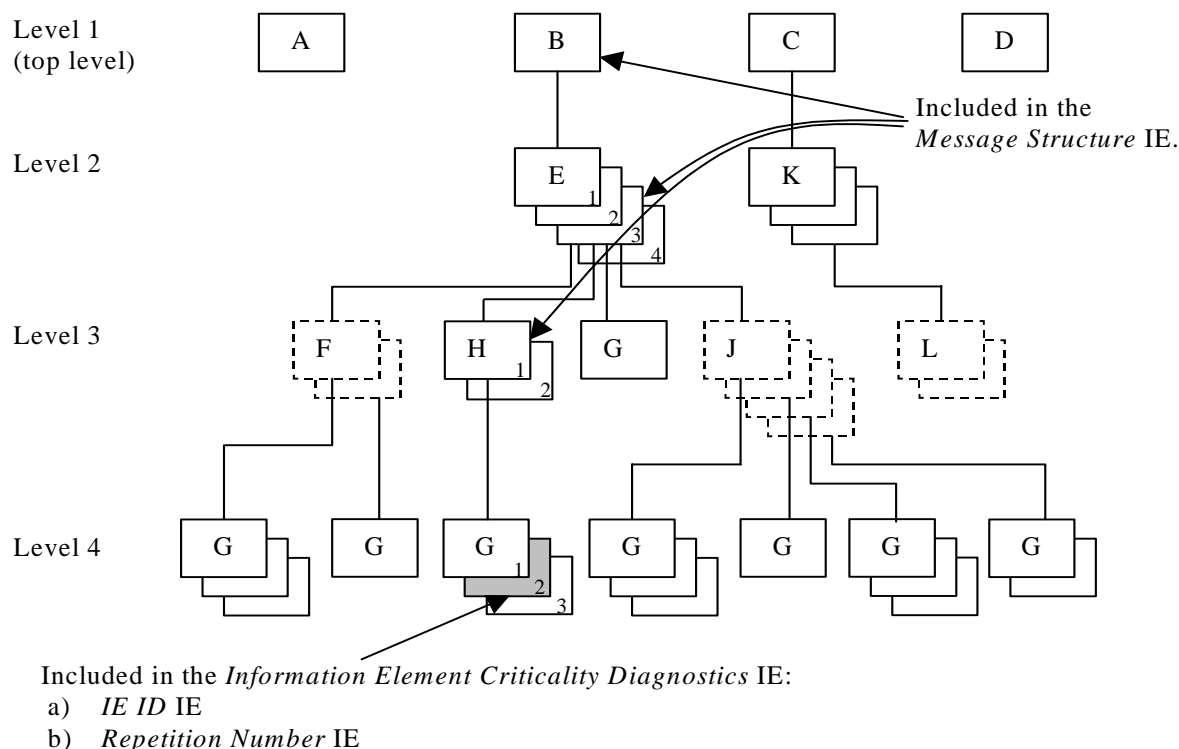 Level 1
(top level)
A
B
C
D
Included in the
Message Structure IE.
Level 2
E
1
2
3
4
K
Level 3
F
H
1
2
G
J
L
Level 4
G
G
G
1
2
3
G
G
G
G
Included in the Information Element Criticality Diagnostics IE:
a) IE ID IE
b) Repetition Number IE